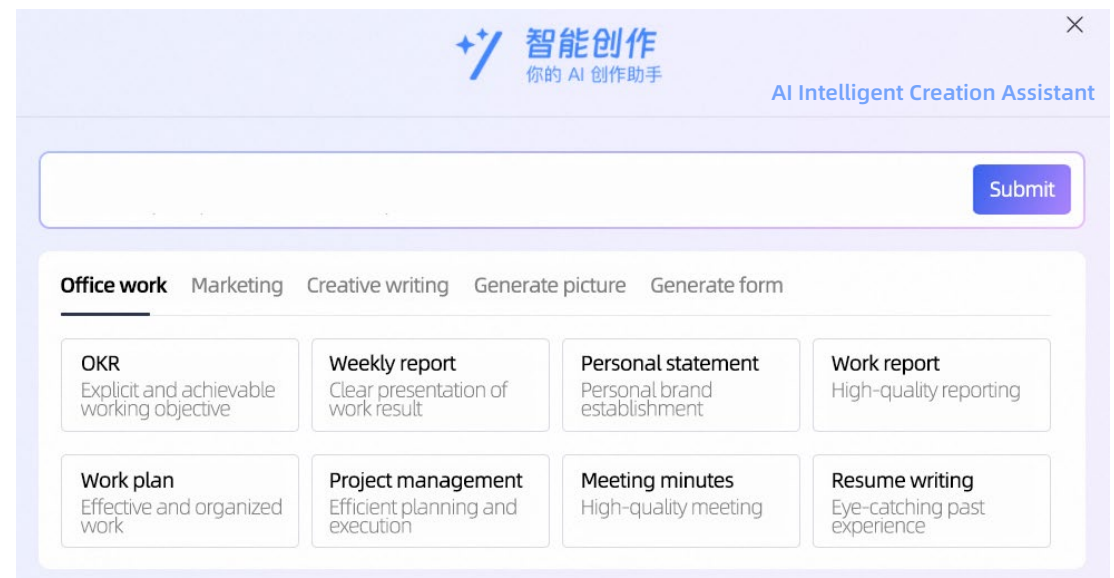 智能创作
你的 AI 创作助手
AI Intelligent Creation Assistant
Submit
Office work Marketing Creative writing Generate picture Generate form
OKR
Explicit and achievable
working objective
Weekly report
Clear presentation of
work result
Personal statement
Personal brand
establishment
Work report
High-quality reporting
Work plan
Effective and organized
work
Project management
Efficient planning and
execution
Meeting minutes
High-quality meeting
Resume writing
Eye-catching past
experience